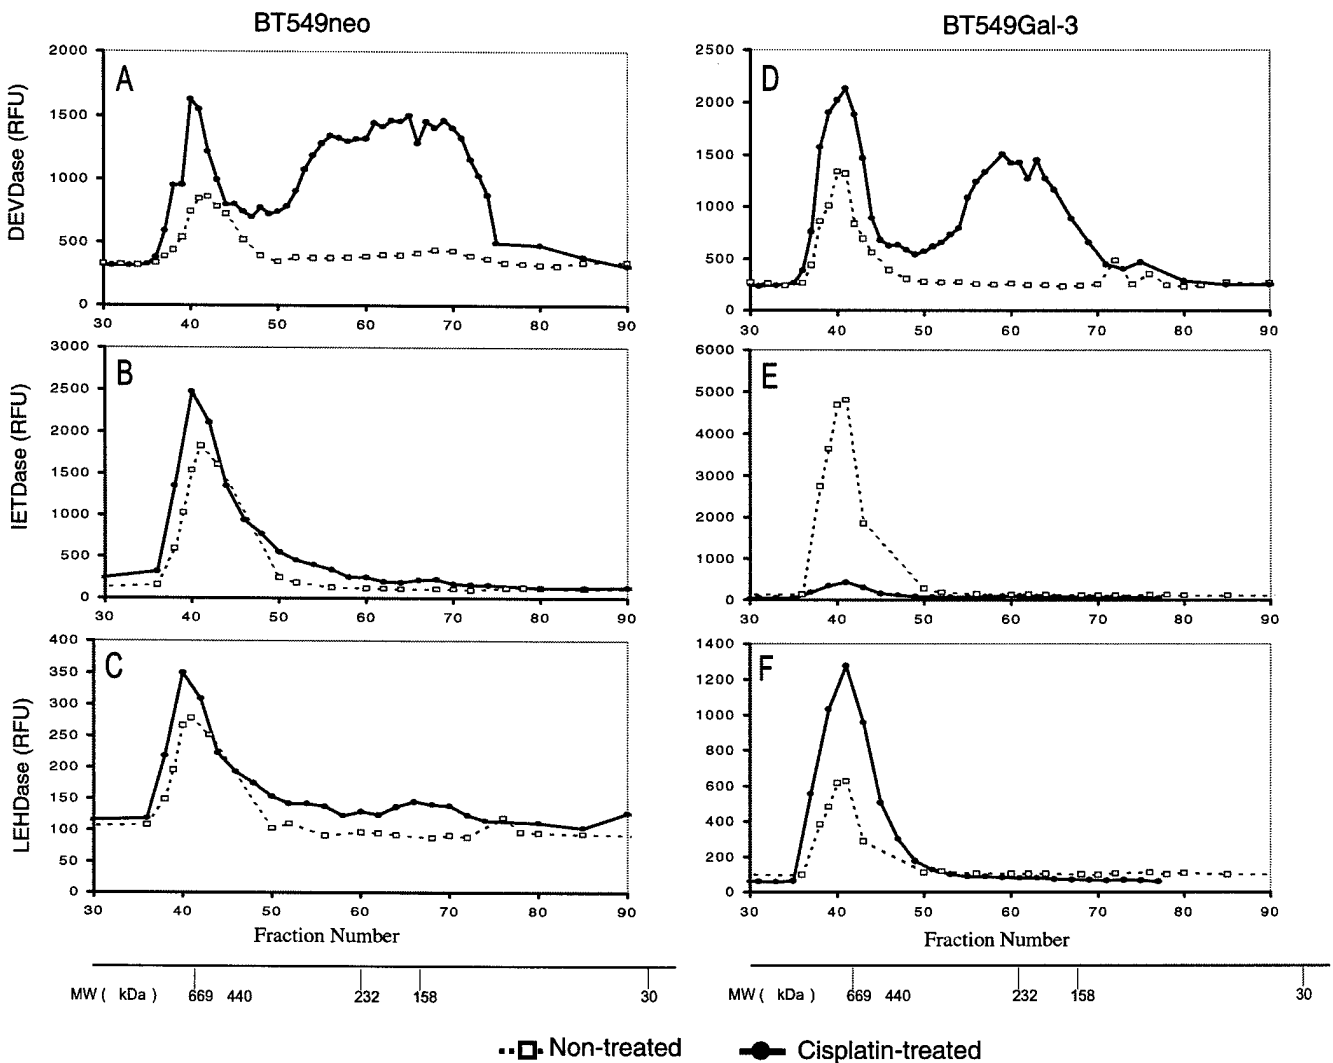 BT549neo
BT549Gal-3
A
DEVDase (RFU)
2000
1500
1000
500
0
30 40 50 60 70 80 90
D
2500
2000
1500
1000
500
0
30 40 50 60 70 80 90
B
IETDase (RFU)
3000
2500
2000
1500
1000
500
0
30 40 50 60 70 80 90
E
6000
5000
4000
3000
2000
1000
0
30 40 50 60 70 80 90
C
LEHDase (RFU)
400
350
300
250
200
150
100
50
0
30 40 50 60 70 80 90
Fraction Number
F
1400
1200
1000
800
600
400
200
0
30 40 50 60 70 80 90
Fraction Number
MW ( kDa) 669 440 232 158 30
MW ( kDa ) 669 440 232 158 30
Non-treated
Cisplatin-treated